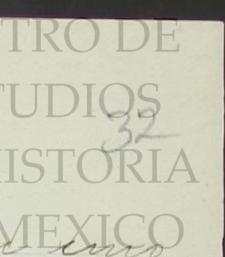 TRO DE
TUDIOS
32
ISTORIA
MEXICO